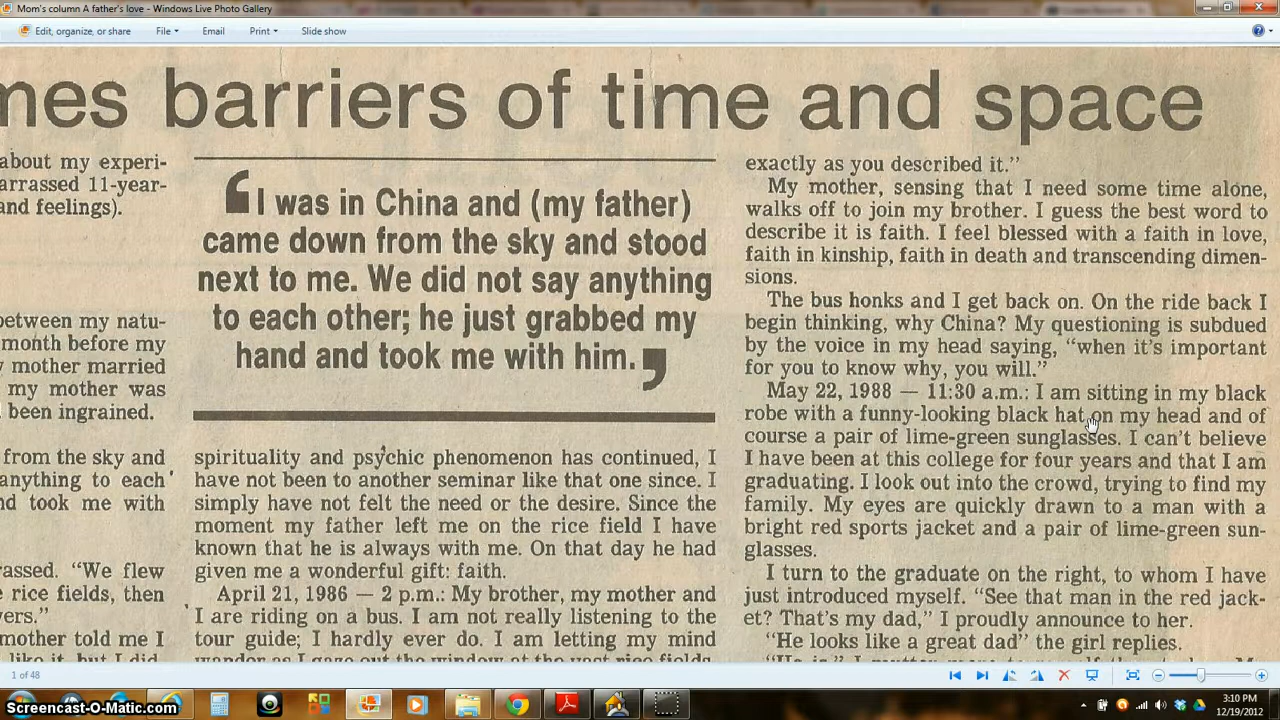 Mom's column A father's love - Windows Live Photo Gallery
Edit, organize, or share
File
Email
Print
Slide show
mes barriers of time and space
about my experi-
arrassed 11-year-
and feelings).
between my natu-
month before my
mother married
my mother was
been ingrained.
from the sky and
anything to each
nd took me with
rassed. "We flew
rice fields, then
vers."
mother told me I
like it, but I did
I was in China and (my father)
came down from the sky and stood
next to me. We did not say anything
to each other; he just grabbed my
hand and took me with him.
spirituality and psychic phenomenon has continued, I
have not been to another seminar like that one since. I
simply have not felt the need or the desire. Since the
moment my father left me on the rice field I have
known that he is always with me. On that day he had
given me a wonderful gift: faith.
April 21, 1986 — 2 p.m.: My brother, my mother and
I are riding on a bus. I am not really listening to the
tour guide; I hardly ever do. I am letting my mind
wander as I gaze out the window at the vast rice fields,
exactly as you described it."
My mother, sensing that I need some time alone,
walks off to join my brother. I guess the best word to
describe it is faith. I feel blessed with a faith in love,
faith in kinship, faith in death and transcending dimen-
sions.
The bus honks and I get back on. On the ride back I
begin thinking, why China? My questioning is subdued
by the voice in my head saying, "when it's important
for you to know why, you will."
May 22, 1988 — 11:30 a.m.: I am sitting in my black
robe with a funny-looking black hat on my head and of
course a pair of lime-green sunglasses. I can't believe
I have been at this college for four years and that I am
graduating. I look out into the crowd, trying to find my
family. My eyes are quickly drawn to a man with a
bright red sports jacket and a pair of lime-green sun-
glasses.
I turn to the graduate on the right, to whom I have
just introduced myself. "See that man in the red jack-
et? That's my dad," I proudly announce to her.
"He looks like a great dad" the girl replies.
1 of 48
Screencast-O-Matic.com
3:10 PM
12/19/2012